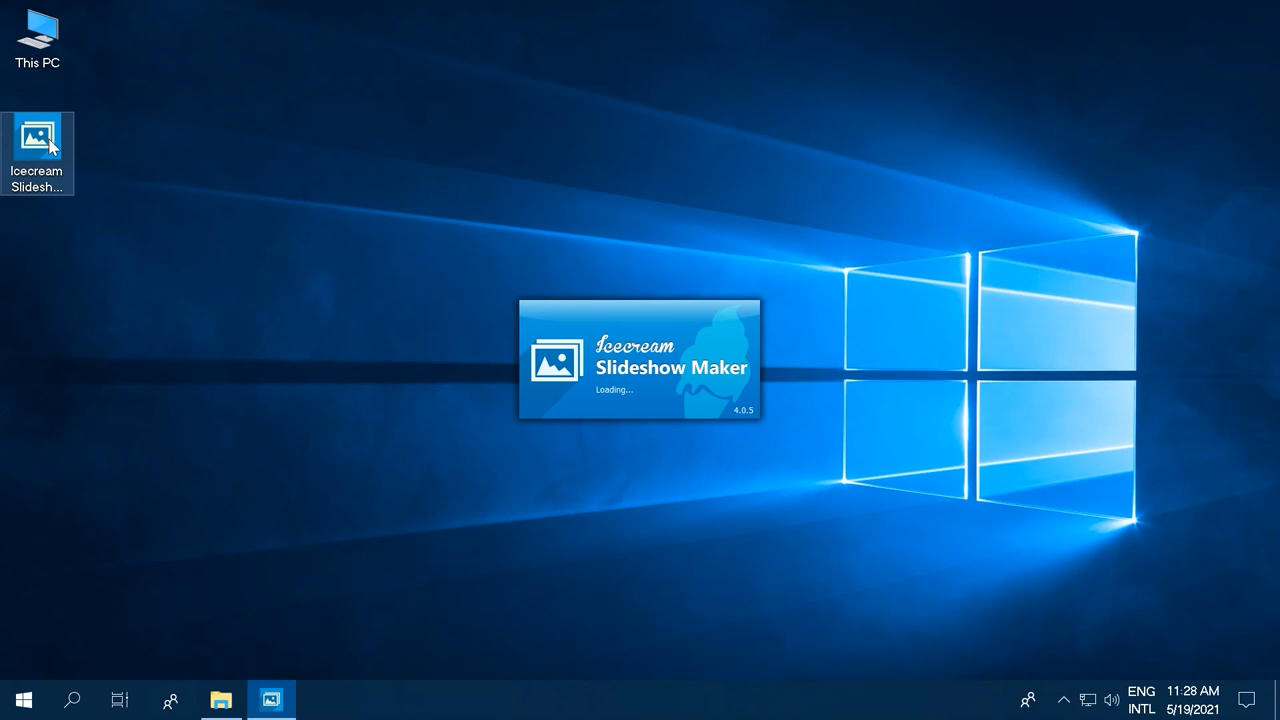 This PC
Icecream
Slidesh...
Icecream
Slideshow Maker
Loading...
4.0.5
ENG
INTL
11:28 AM
5/19/2021